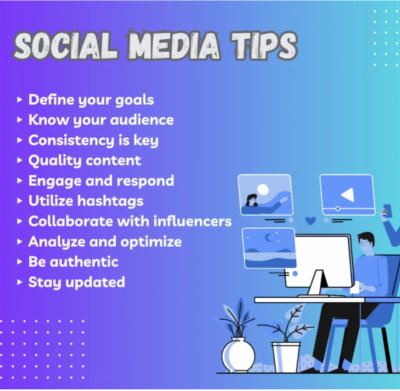 SOCIAL MEDIA TIPS
Define your goals
Know your audience
Consistency is key
Quality content
Engage and respond
Utilize hashtags
Collaborate with influencers
Analyze and optimize
Be authentic
Stay updated